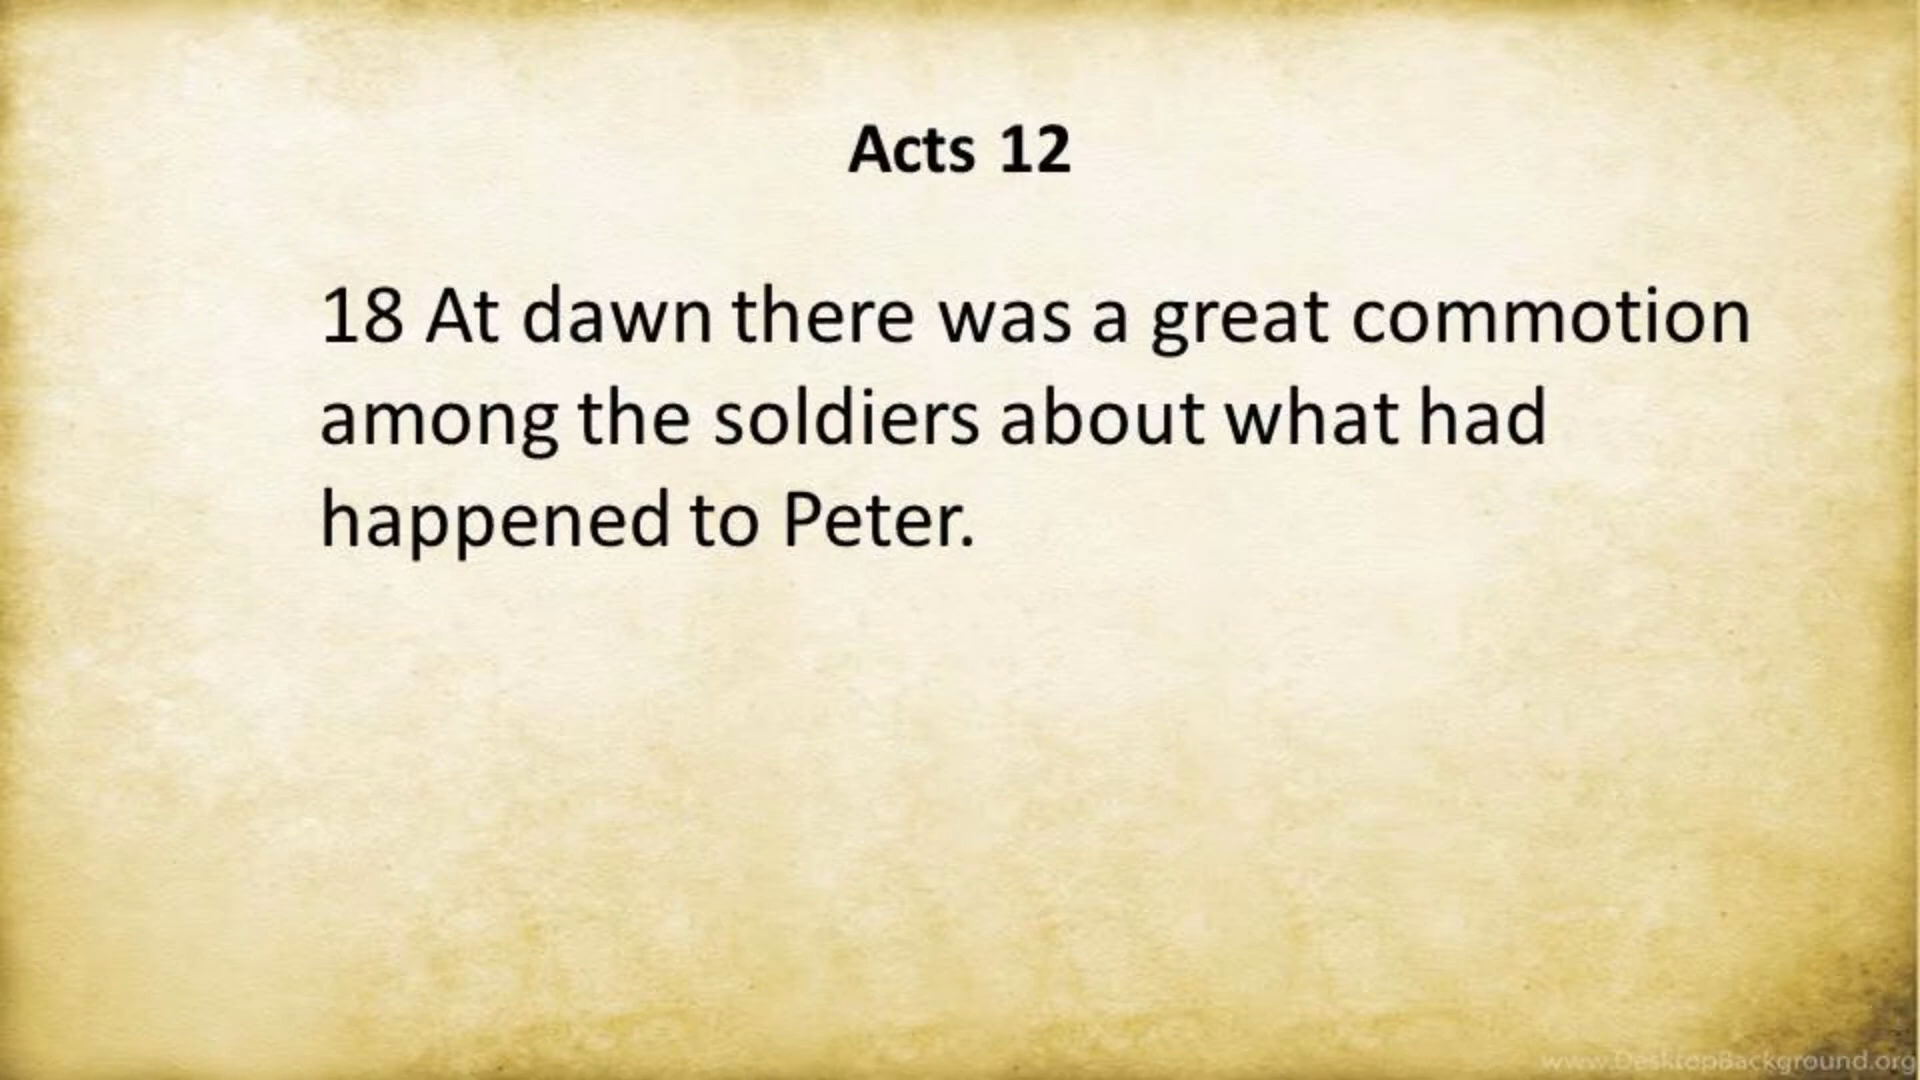 Acts 12
18 At dawn there was a great commotion
among the soldiers about what had
happened to Peter.
www.DesktopBackground.org